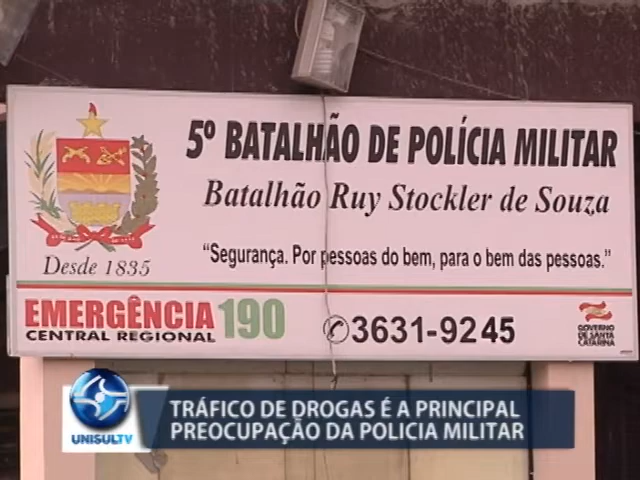 5º BATALHÃO DE POLÍCIA MILITAR
Batalhão Ruy Stockler de Souza
"Segurança. Por pessoas do bem, para o bem das pessoas."
Desde 1835
EMERGÊNCIA 190
CENTRAL REGIONAL
3631-9245
GOVERNO
DE SANTA
CATARINA
UNISULTV
TRÁFICO DE DROGAS É A PRINCIPAL
PREOCUPAÇÃO DA POLICIA MILITAR